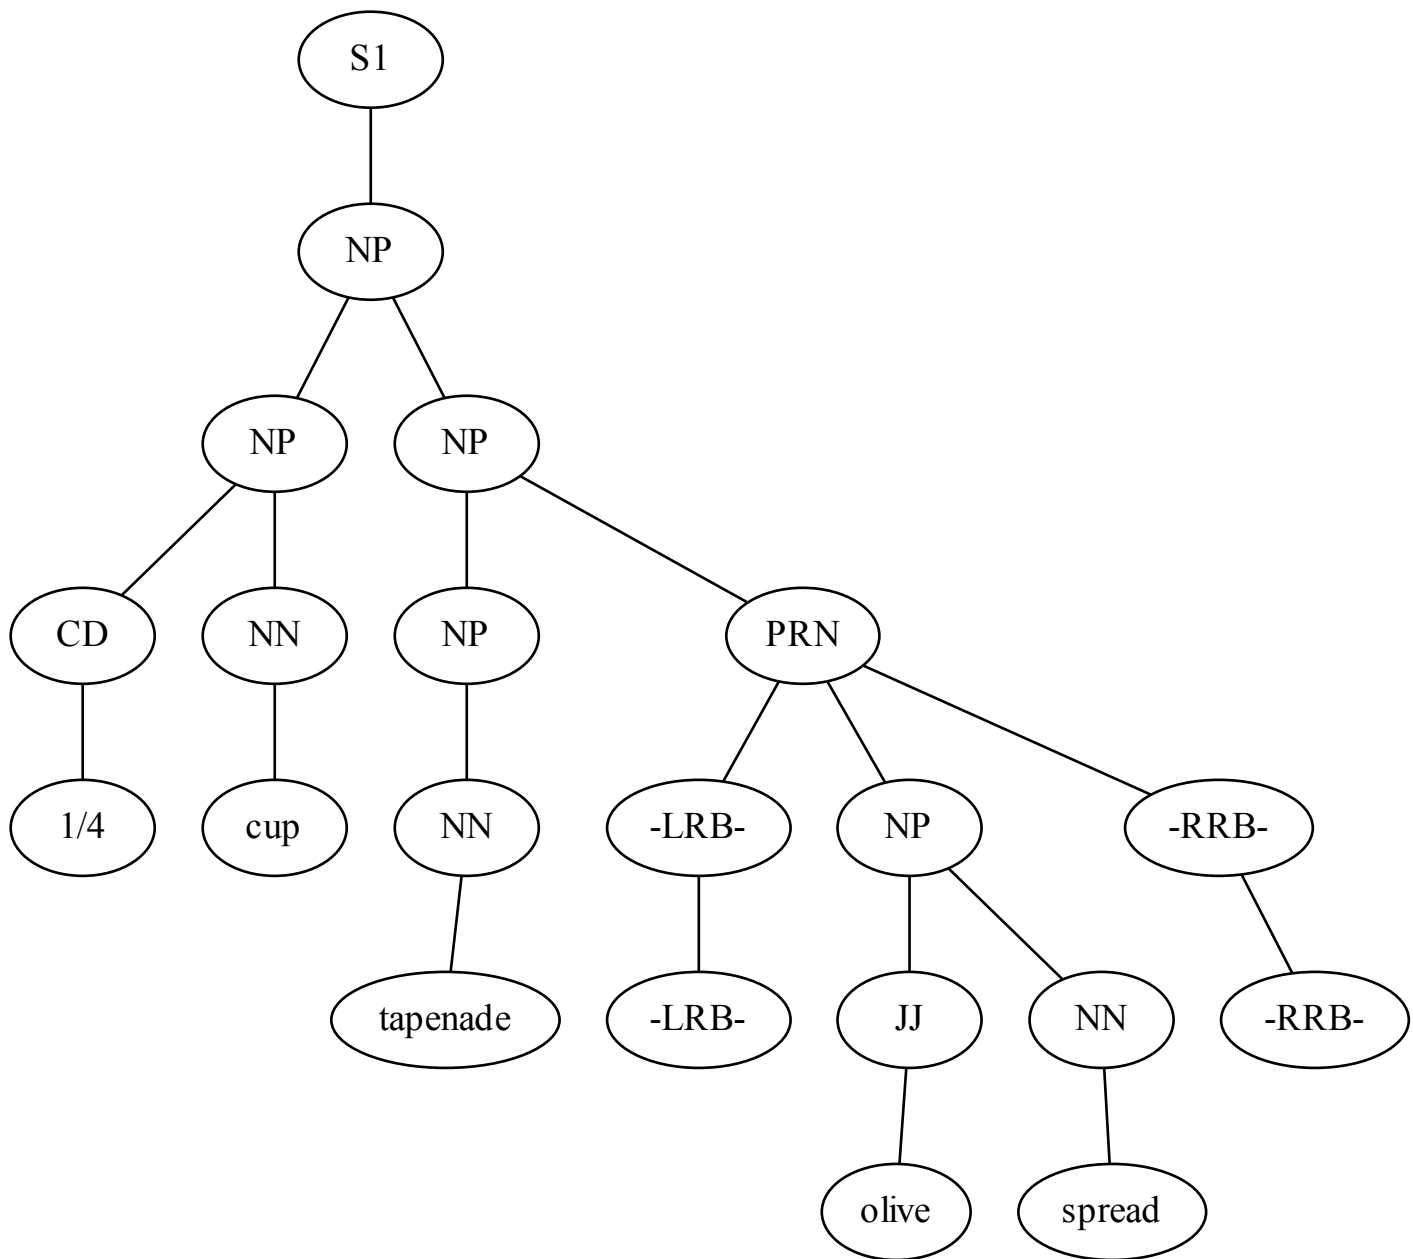 S1
NP
NP NP
CD NN NP PRN
1/4 cup NN -LRB- NP -RRB-
tapenade -LRB- JJ NN -RRB-
olive spread